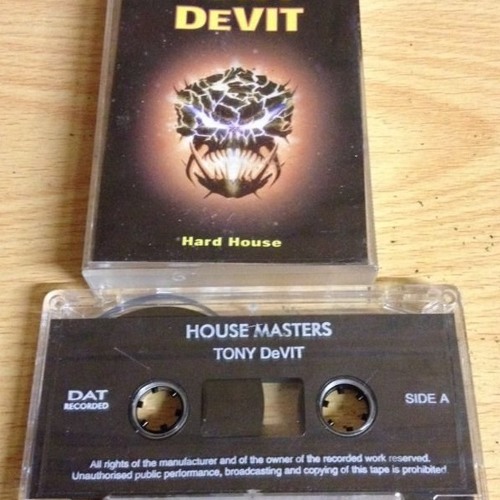 DEVIT
Hard House
HOUSE MASTERS
TONY DeVIT
DAT
RECORDED
SIDE A
All rights of the manufacturer and of the owner of the recorded work reserved.
Unauthorised public performance, broadcasting and copying of this tape is prohibited